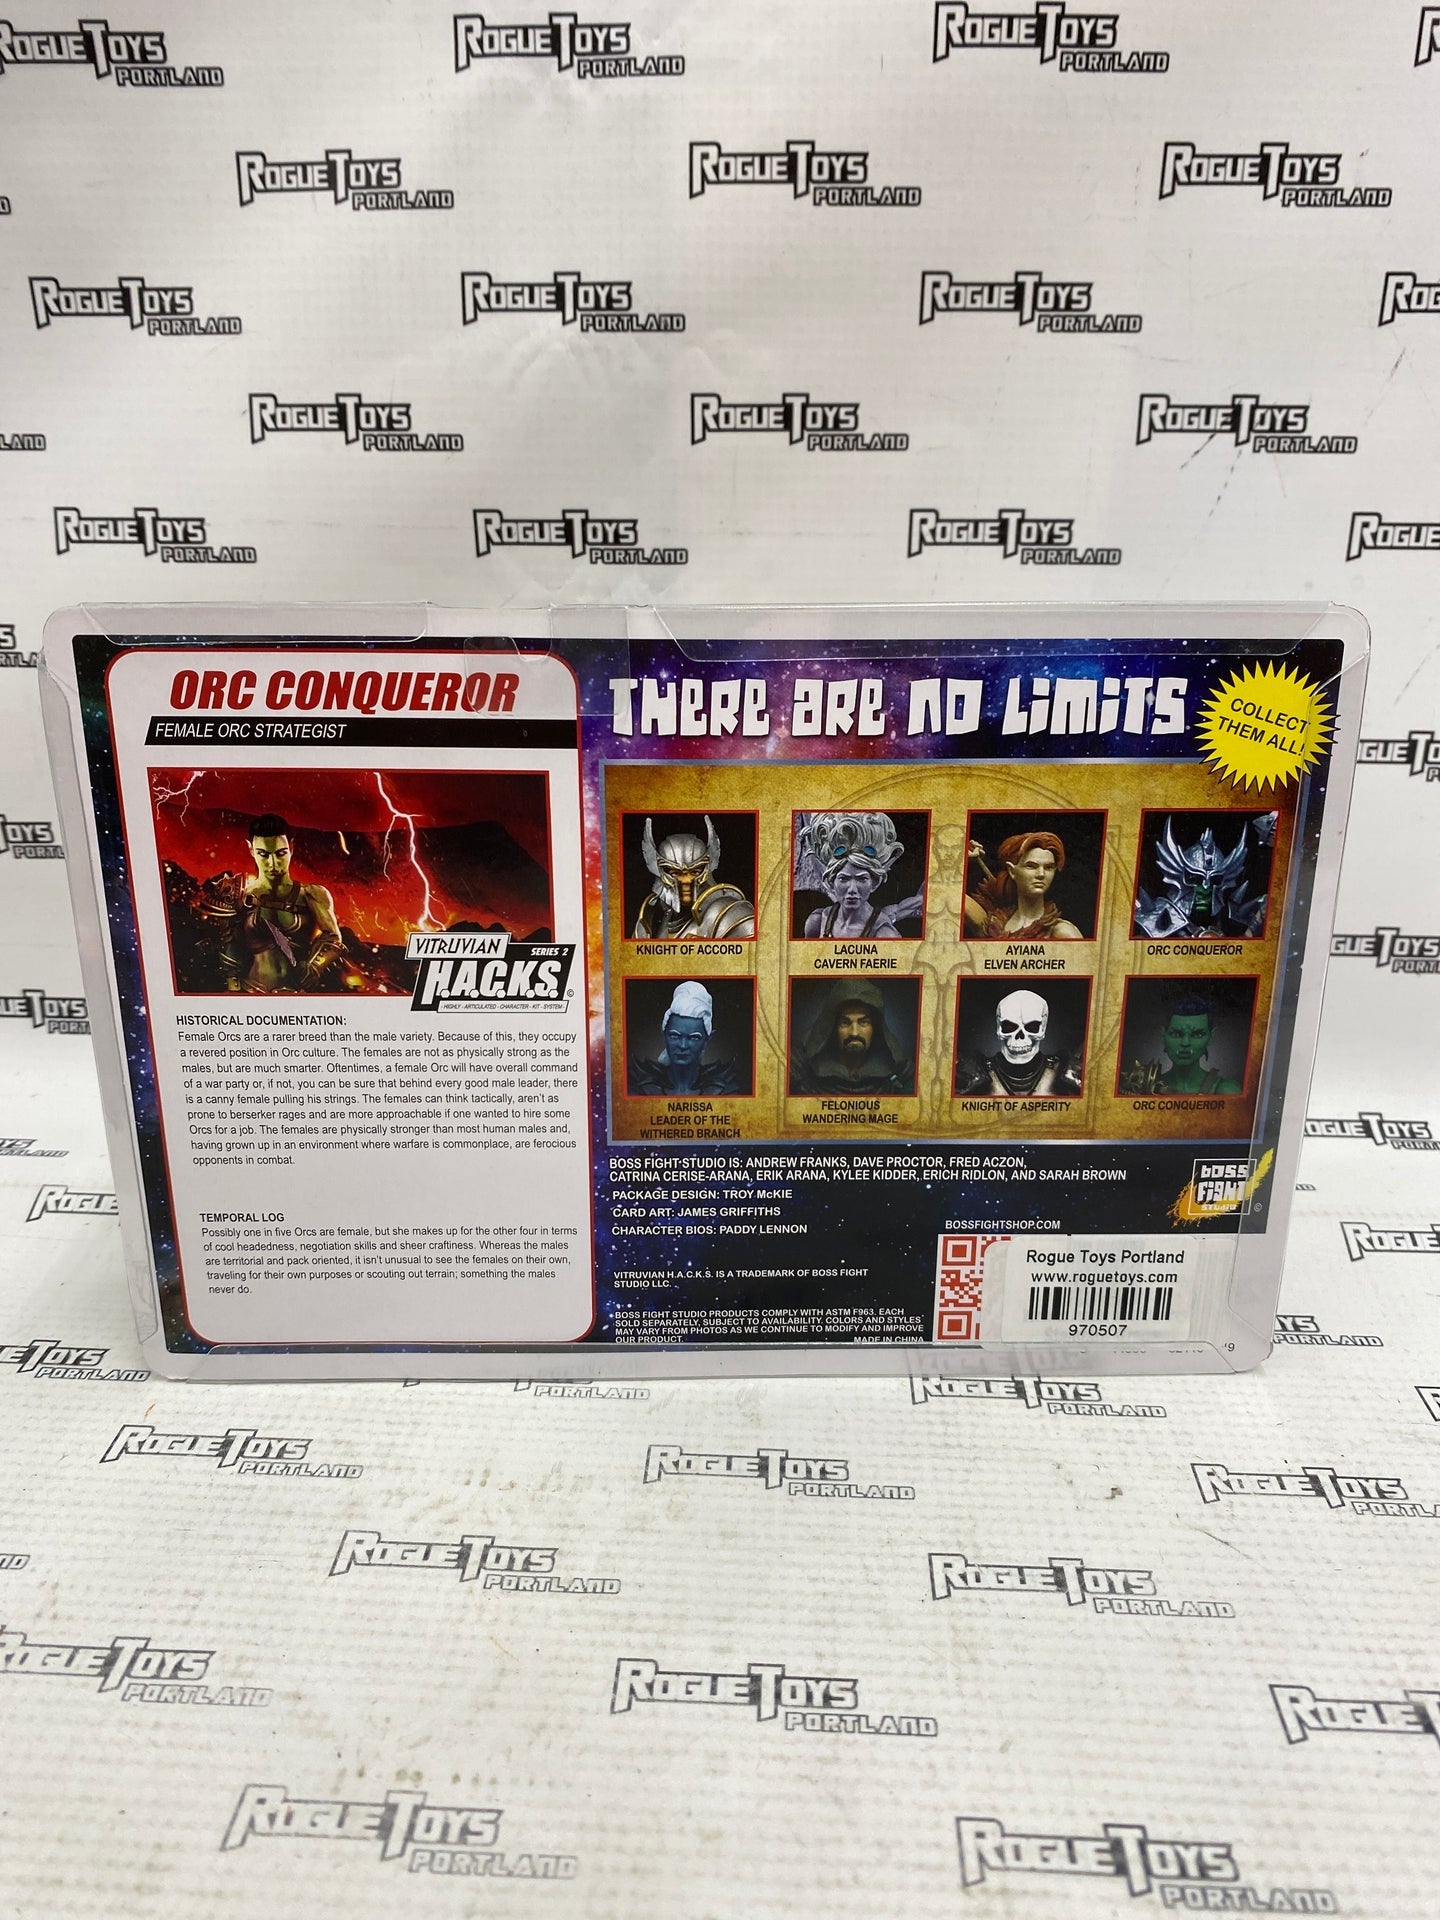 ROGUE TOYS PORTLAND
ORC CONQUEROR
FEMALE ORC STRATEGIST
VITRUVIAN
SERIES 2
H.A.C.K.S.
HIGHLY - ARTICULATED - CHARACTER - KIT - SYSTEM
HISTORICAL DOCUMENTATION:
Female Orcs are a rarer breed than the male variety. Because of this, they occupy
a revered position in Orc culture. The females are not as physically strong as the
males, but are much smarter. Oftentimes, a female Orc will have overall command
of a war party or, if not, you can be sure that behind every good male leader, there
is a canny female pulling his strings. The females can think tactically, aren't as
prone to berserker rages and are more approachable if one wanted to hire some
Orcs for a job. The females are physically stronger than most human males and,
having grown up in an environment where warfare is commonplace, are ferocious
opponents in combat.
TEMPORAL LOG
Possibly one in five Orcs are female, but she makes up for the other four in terms
of cool headedness, negotiation skills and sheer craftiness. Whereas the males
are territorial and pack oriented, it isn't unusual to see the females on their own,
traveling for their own purposes or scouting out terrain; something the males
never do.
THERE ARE NO LIMITS
COLLECT
THEM ALL!
KNIGHT OF ACCORD
LACUNA
CAVERN FAERIE
AYIANA
ELVEN ARCHER
ORC CONQUEROR
NARISSA
LEADER OF THE
WITHERED BRANCH
FELONIOUS
WANDERING MAGE
KNIGHT OF ASPERITY
ORC CONQUEROR
BOSS FIGHT STUDIO IS: ANDREW FRANKS, DAVE PROCTOR, FRED ACZON,
CATRINA CERISE-ARANA, ERIK ARANA, KYLEE KIDDER, ERICH RIDLON, AND SARAH BROWN
PACKAGE DESIGN: TROY McKIE
CARD ART: JAMES GRIFFITHS
CHARACTER BIOS: PADDY LENNON
BOSS
FIGHT
STUDIO
BOSSFIGHTSHOP.COM
VITRUVIAN H.A.C.K.S. IS A TRADEMARK OF BOSS FIGHT
STUDIO LLC.
BOSS FIGHT STUDIO PRODUCTS COMPLY WITH ASTM F963. EACH
SOLD SEPARATELY, SUBJECT TO AVAILABILITY. COLORS AND STYLES
MAY VARY FROM PHOTOS AS WE CONTINUE TO MODIFY AND IMPROVE
OUR PRODUCT.
MADE IN CHINA
Rogue Toys Portland
www.roguetoys.com
970507